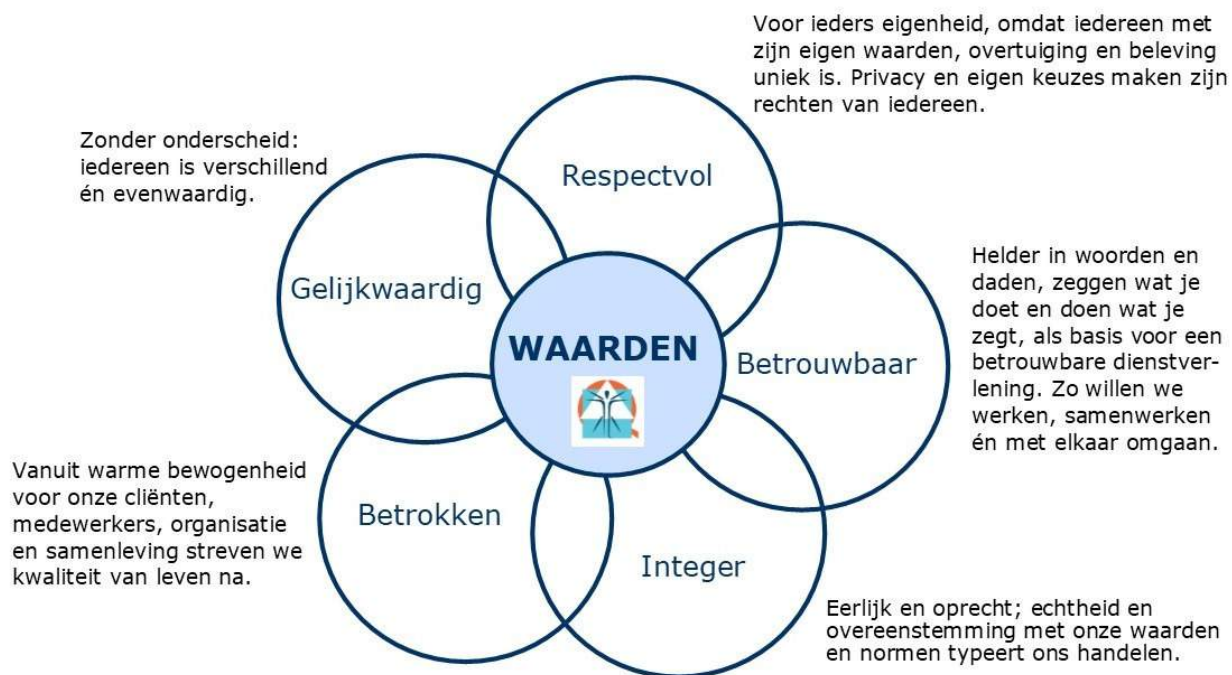 Voor ieders eigenheid, omdat iedereen met
zijn eigen waarden, overtuiging en beleving
uniek is. Privacy en eigen keuzes maken zijn
rechten van iedereen.
Zonder onderscheid:
iedereen is verschillend
én evenwaardig.
Respectvol
Gelijkwaardig
Helder in woorden en
daden, zeggen wat je
doet en doen wat je
zegt, als basis voor een
betrouwbare dienstver-
lening. Zo willen we
werken, samenwerken
én met elkaar omgaan.
WAARDEN
Betrouwbaar
Vanuit warme bewogenheid
voor onze cliënten,
medewerkers, organisatie
en samenleving streven we
kwaliteit van leven na.
Betrokken
Integer
Eerlijk en oprecht; echtheid en
overeenstemming met onze waarden
en normen typeert ons handelen.